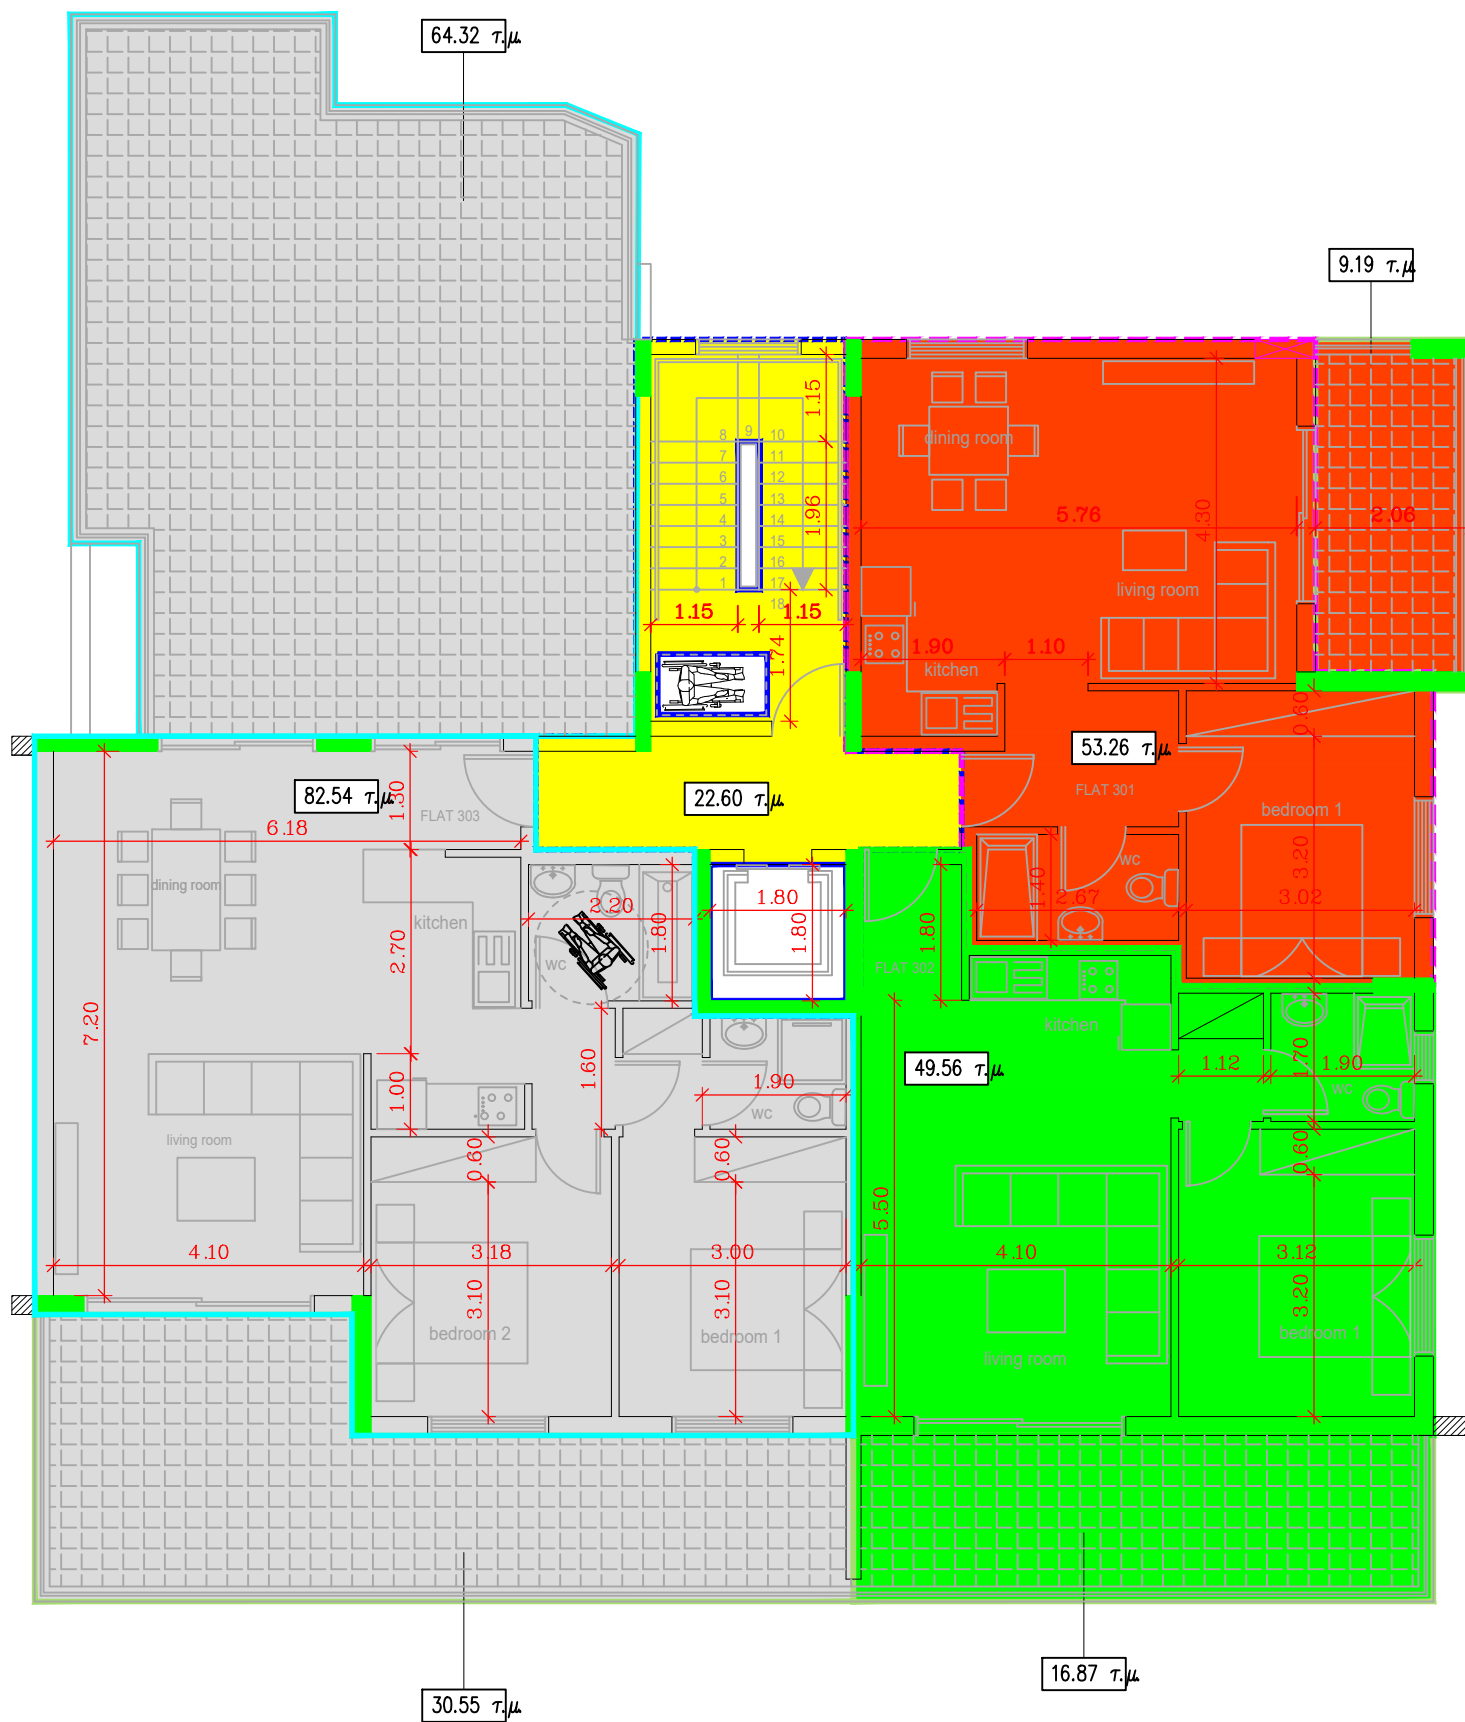 64.32 τ.μ.
9.19 τ.μ.
1.15
8
9
10
7
11
6
12
5
13
4
14
3
15
2
16
1
17
18
1.96
1.15
1.15
1.74
dining room
5.76
4.30
2.06
living room
1.90
1.10
kitchen
0.60
53.26 τ.μ.
FLAT 301
bedroom 1
3.20
wc
1.40
2.67
3.02
82.54 τ.μ.
1.30
FLAT 303
6.18
22.60 τ.μ.
dining room
kitchen
2.70
2.20
1.80
wc
1.80
1.80
1.80
FLAT 302
7.20
kitchen
49.56 τ.μ.
1.12
1.70
1.90
wc
1.00
1.60
1.90
wc
living room
0.60
0.60
0.60
5.50
4.10
3.18
3.00
4.10
3.12
3.10
3.10
3.20
bedroom 2
bedroom 1
living room
bedroom 1
16.87 τ.μ.
30.55 τ.μ.